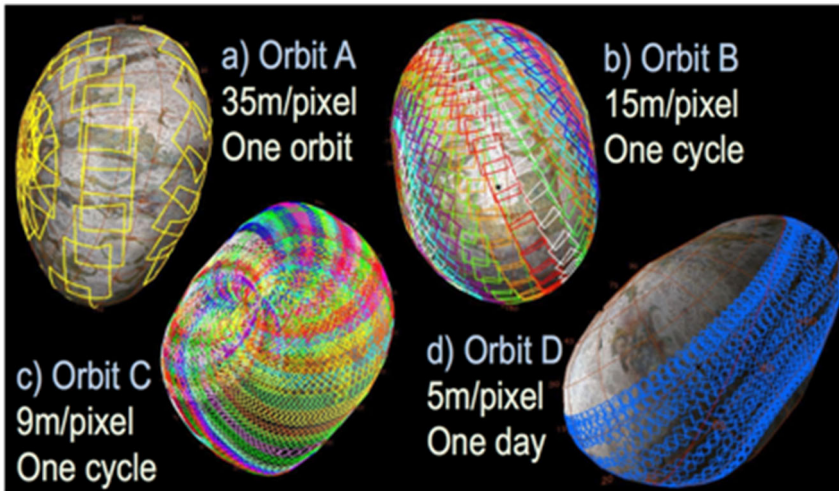 a) Orbit A
35m/pixel
One orbit
b) Orbit B
15m/pixel
One cycle
c) Orbit C
9m/pixel
One cycle
d) Orbit D
5m/pixel
One day